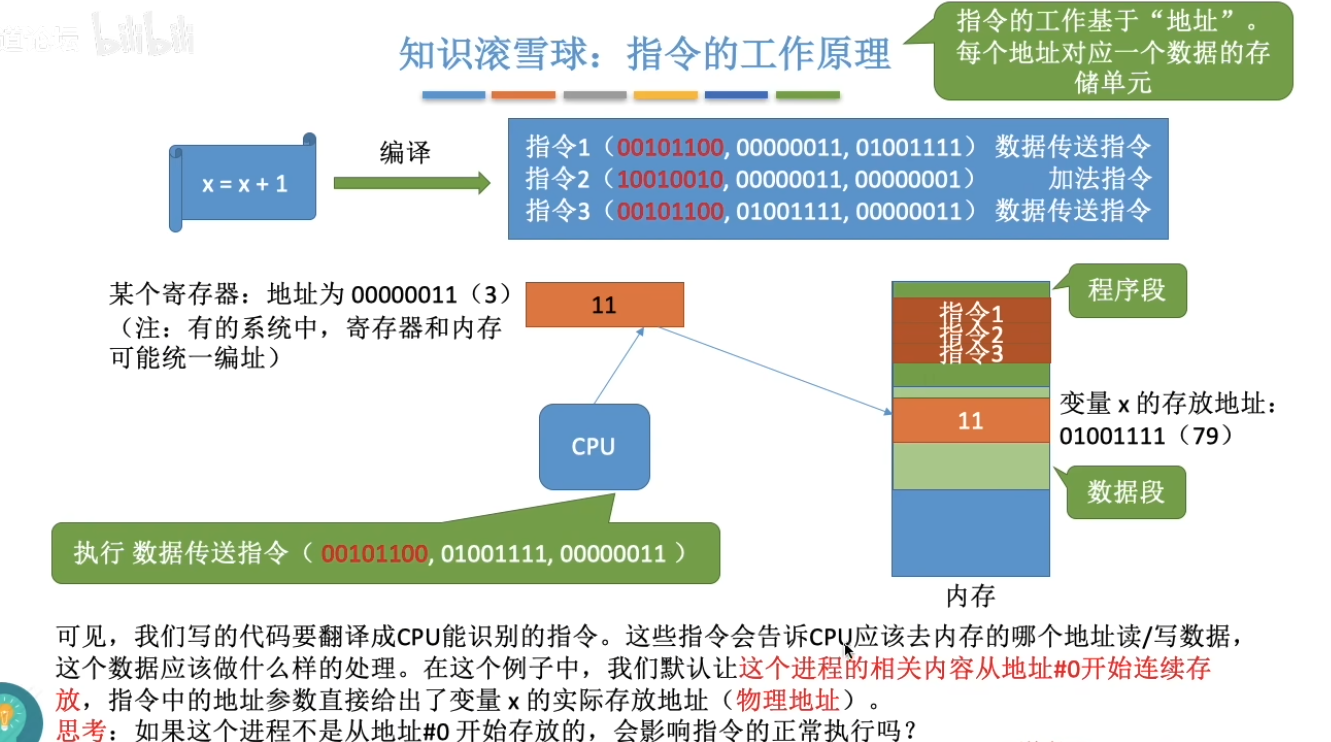 bilibili
知识滚雪球：指令的工作原理
指令的工作基于“地址”。
每个地址对应一个数据的存
储单元
x = x + 1
编译
指令1（00101100, 00000011, 01001111） 数据传送指令
指令2（10010010, 00000011, 00000001） 加法指令
指令3（00101100, 01001111, 00000011） 数据传送指令
某个寄存器：地址为 00000011（3）
（注：有的系统中，寄存器和内存
可能统一编址）
11
CPU
执行 数据传送指令（ 00101100, 01001111, 00000011 ）
程序段
指令1
指令2
指令3
11
变量 x 的存放地址：
01001111（79）
数据段
内存
可见，我们写的代码要翻译成CPU能识别的指令。这些指令会告诉CPU应该去内存的哪个地址读/写数据，
这个数据应该做什么样的处理。在这个例子中，我们默认让这个进程的相关内容从地址#0开始连续存
放，指令中的地址参数直接给出了变量 x 的实际存放地址（物理地址）。
思考：如果这个进程不是从地址#0 开始存放的，会影响指令的正常执行吗？